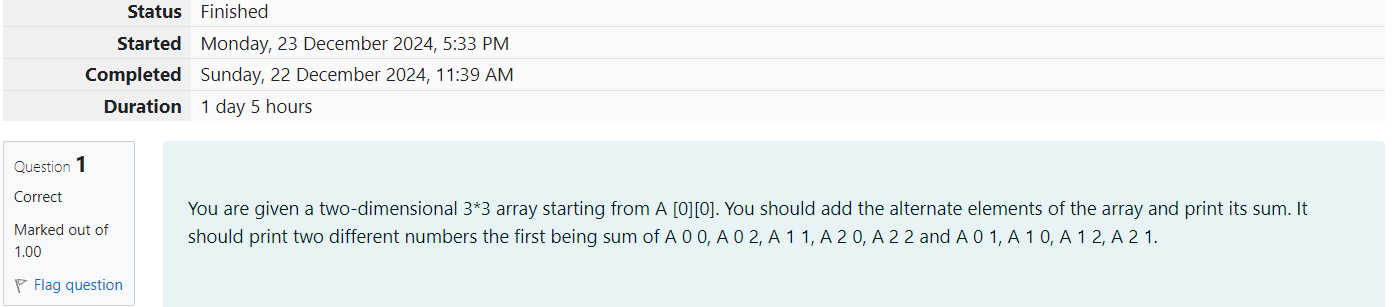 Status Finished
Started Monday, 23 December 2024, 5:33 PM
Completed Sunday, 22 December 2024, 11:39 AM
Duration 1 day 5 hours
Question 1
Correct
Marked out of
1.00
Flag question
You are given a two-dimensional 3*3 array starting from A [0][0]. You should add the alternate elements of the array and print its sum. It
should print two different numbers the first being sum of A 0 0, A 0 2, A 1 1, A 2 0, A 2 2 and A 0 1, A 1 0, A 1 2, A 2 1.